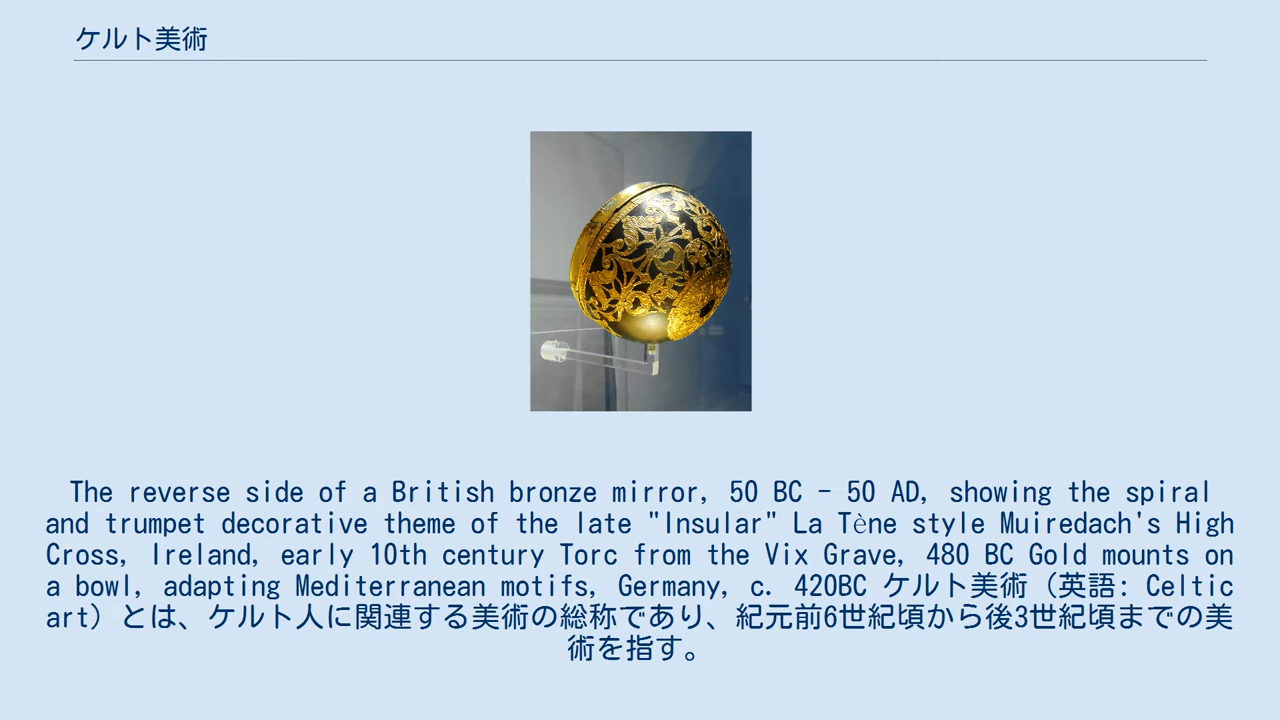 ケルト美術
The reverse side of a British bronze mirror, 50 BC - 50 AD, showing the spiral
and trumpet decorative theme of the late "Insular" La Tène style Muiredach's High
Cross, Ireland, early 10th century Torc from the Vix Grave, 480 BC Gold mounts on
a bowl, adapting Mediterranean motifs, Germany, c. 420BC ケルト美術（英語: Celtic
art）とは、ケルト人に関連する美術の総称であり、紀元前6世紀頃から後3世紀頃までの美
術を指す。